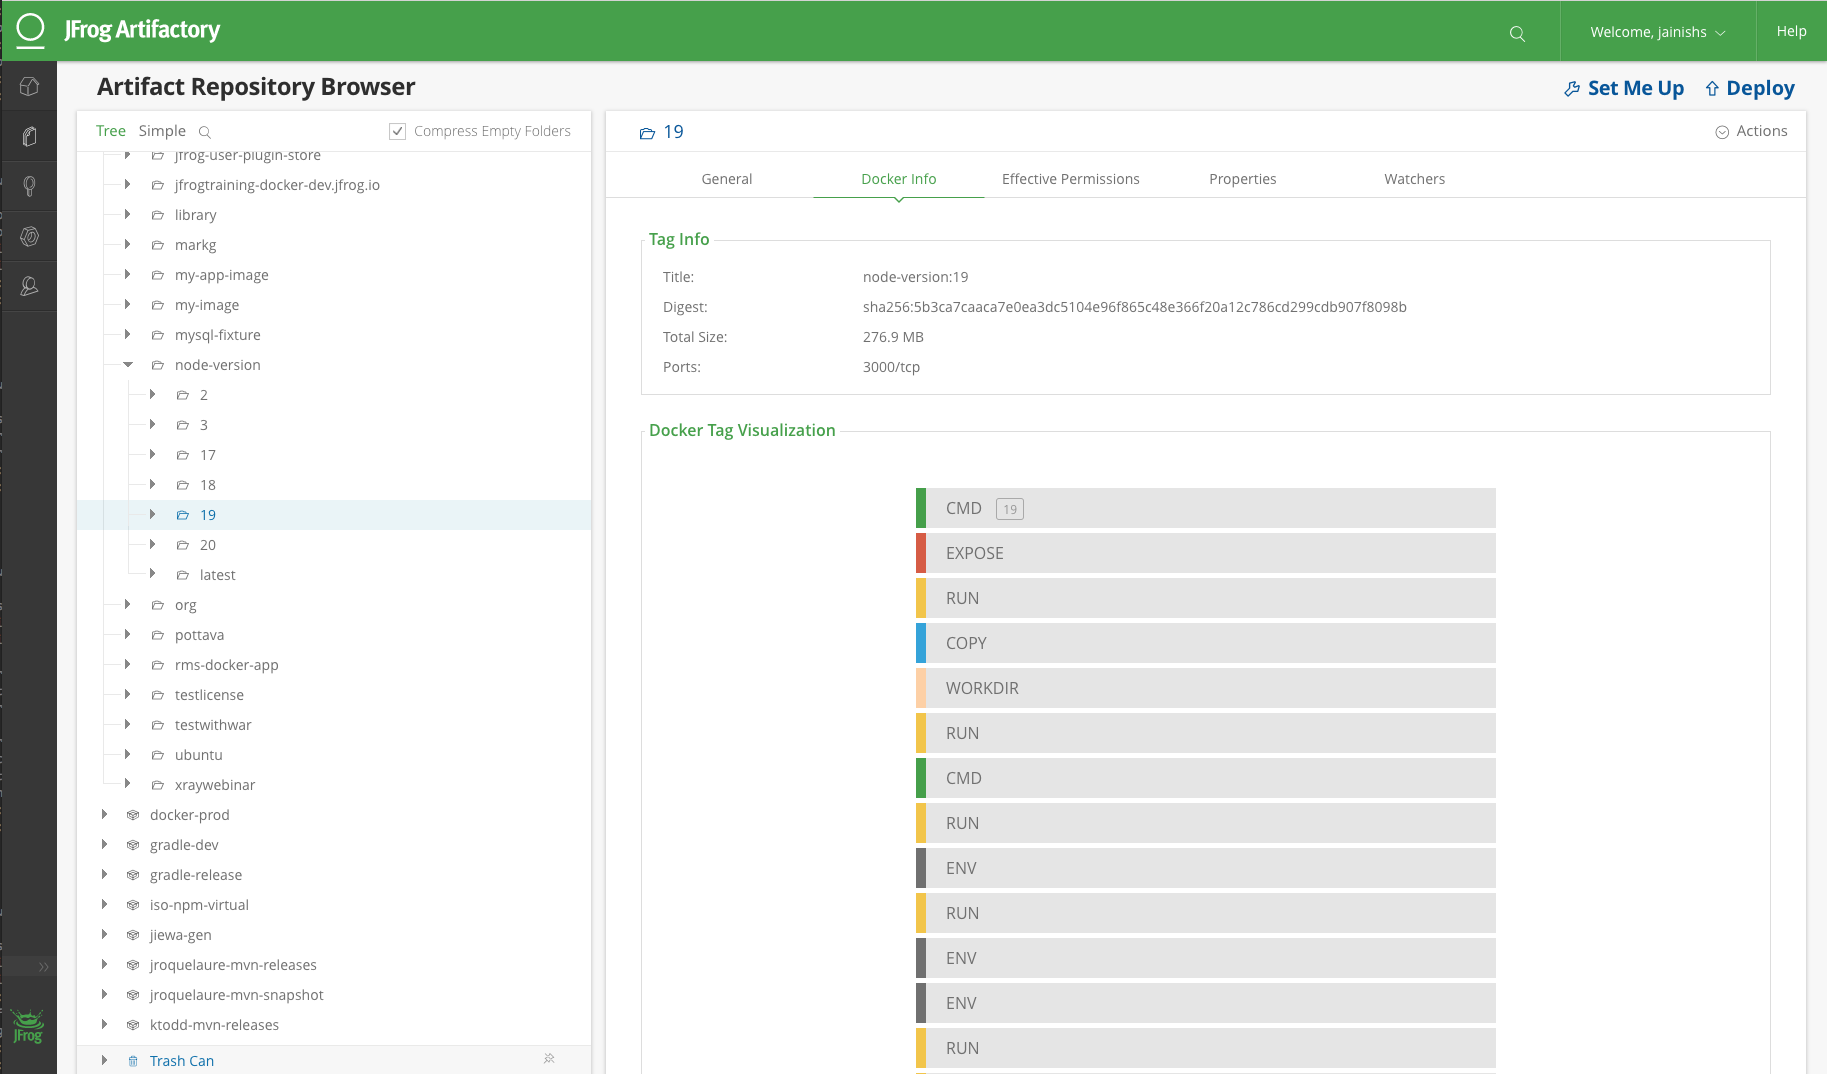 JFrog Artifactory
Welcome, jainishs
Help
Artifact Repository Browser
Set Me Up
Deploy
Tree Simple
Compress Empty Folders
jfrog-user-plugin-store
jfrogtraining-docker-dev.jfrog.io
library
markg
my-app-image
my-image
mysql-fixture
node-version
2
3
17
18
19
20
latest
org
pottava
rms-docker-app
testlicense
testwithwar
ubuntu
xraywebinar
docker-prod
gradle-dev
gradle-release
iso-npm-virtual
jiewa-gen
jroquelaure-mvn-releases
jroquelaure-mvn-snapshot
ktodd-mvn-releases
Trash Can
JFrog
19
Actions
General Docker Info Effective Permissions Properties Watchers
Tag Info
Title: node-version:19
Digest: sha256:5b3ca7caaca7e0ea3dc5104e96f865c48e366f20a12c786cd299cdb907f8098b
Total Size: 276.9 MB
Ports: 3000/tcp
Docker Tag Visualization
CMD 19
EXPOSE
RUN
COPY
WORKDIR
RUN
CMD
RUN
ENV
RUN
ENV
ENV
RUN